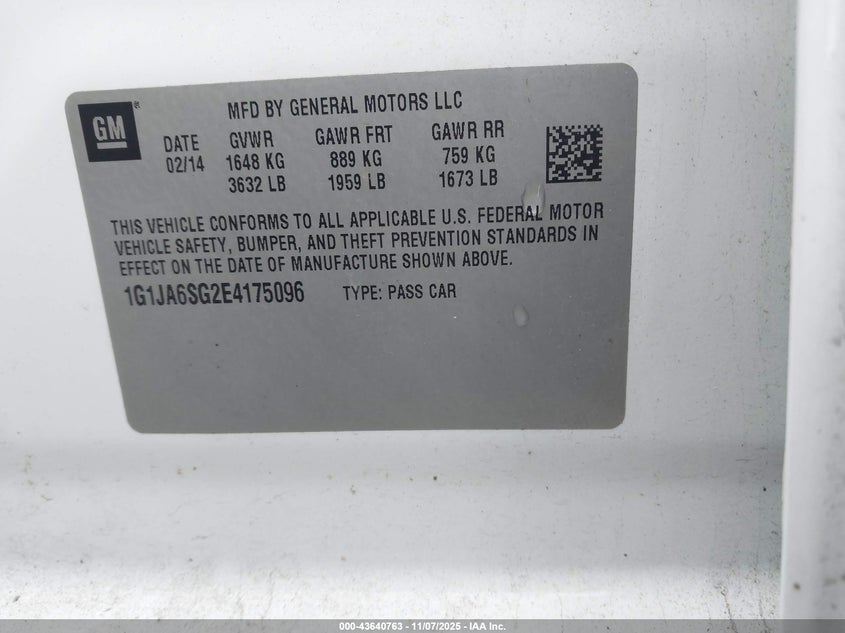 GM
MFD BY GENERAL MOTORS LLC
DATE GVWR GAWR FRT GAWR RR
02/14 1648 KG 889 KG 759 KG
3632 LB 1959 LB 1673 LB
THIS VEHICLE CONFORMS TO ALL APPLICABLE U.S. FEDERAL MOTOR
VEHICLE SAFETY, BUMPER, AND THEFT PREVENTION STANDARDS IN
EFFECT ON THE DATE OF MANUFACTURE SHOWN ABOVE.
1G1JA6SG2E4175096 TYPE: PASS CAR
000-43640763 - 11/07/2025 - IAA Inc.